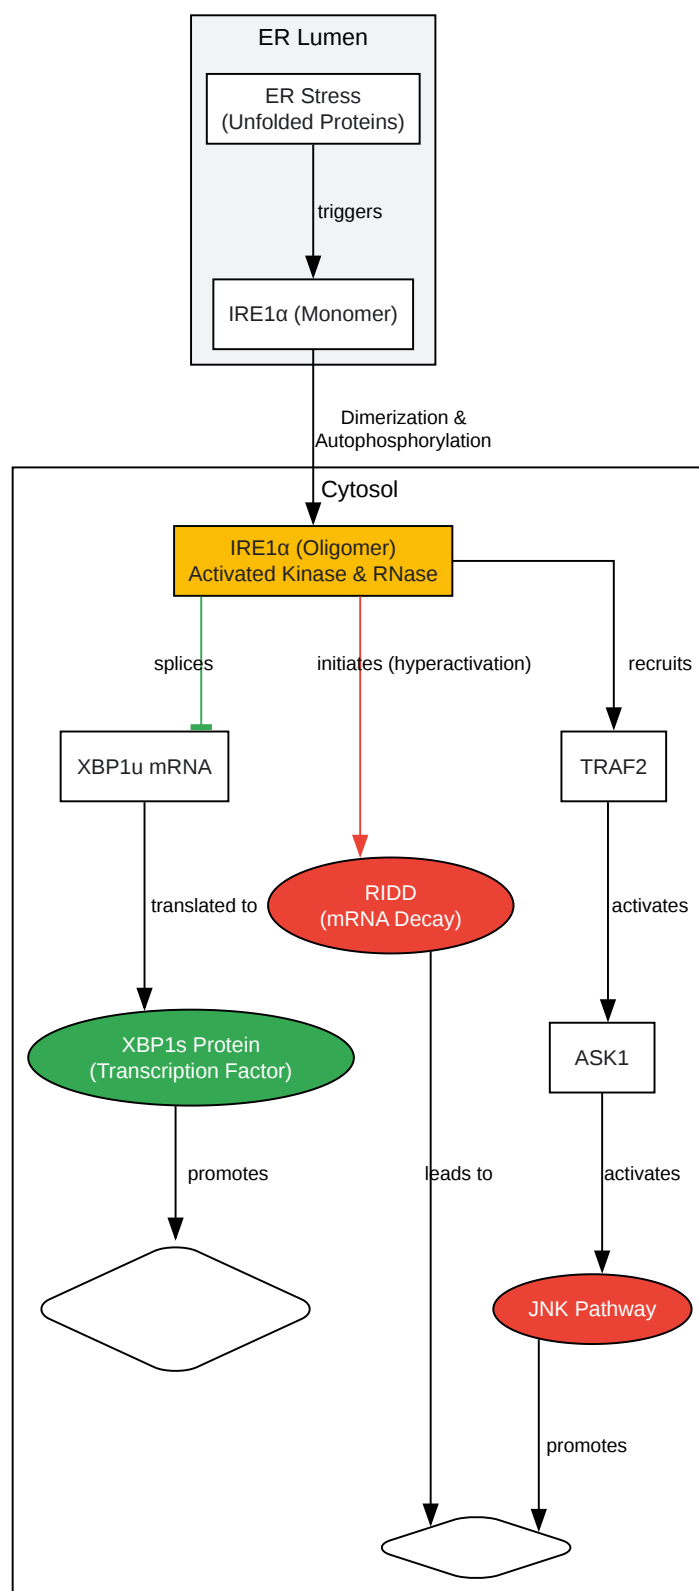 ER Lumen
ER Stress
(Unfolded Proteins)
triggers
IRE1α (Monomer)
Dimerization &
Autophosphorylation
Cytosol
IRE1α (Oligomer)
Activated Kinase & RNase
splices
initiates (hyperactivation)
recruits
XBP1u mRNA
TRAF2
translated to
RIDD
(mRNA Decay)
activates
XBP1s Protein
(Transcription Factor)
ASK1
promotes
leads to
activates
JNK Pathway
promotes